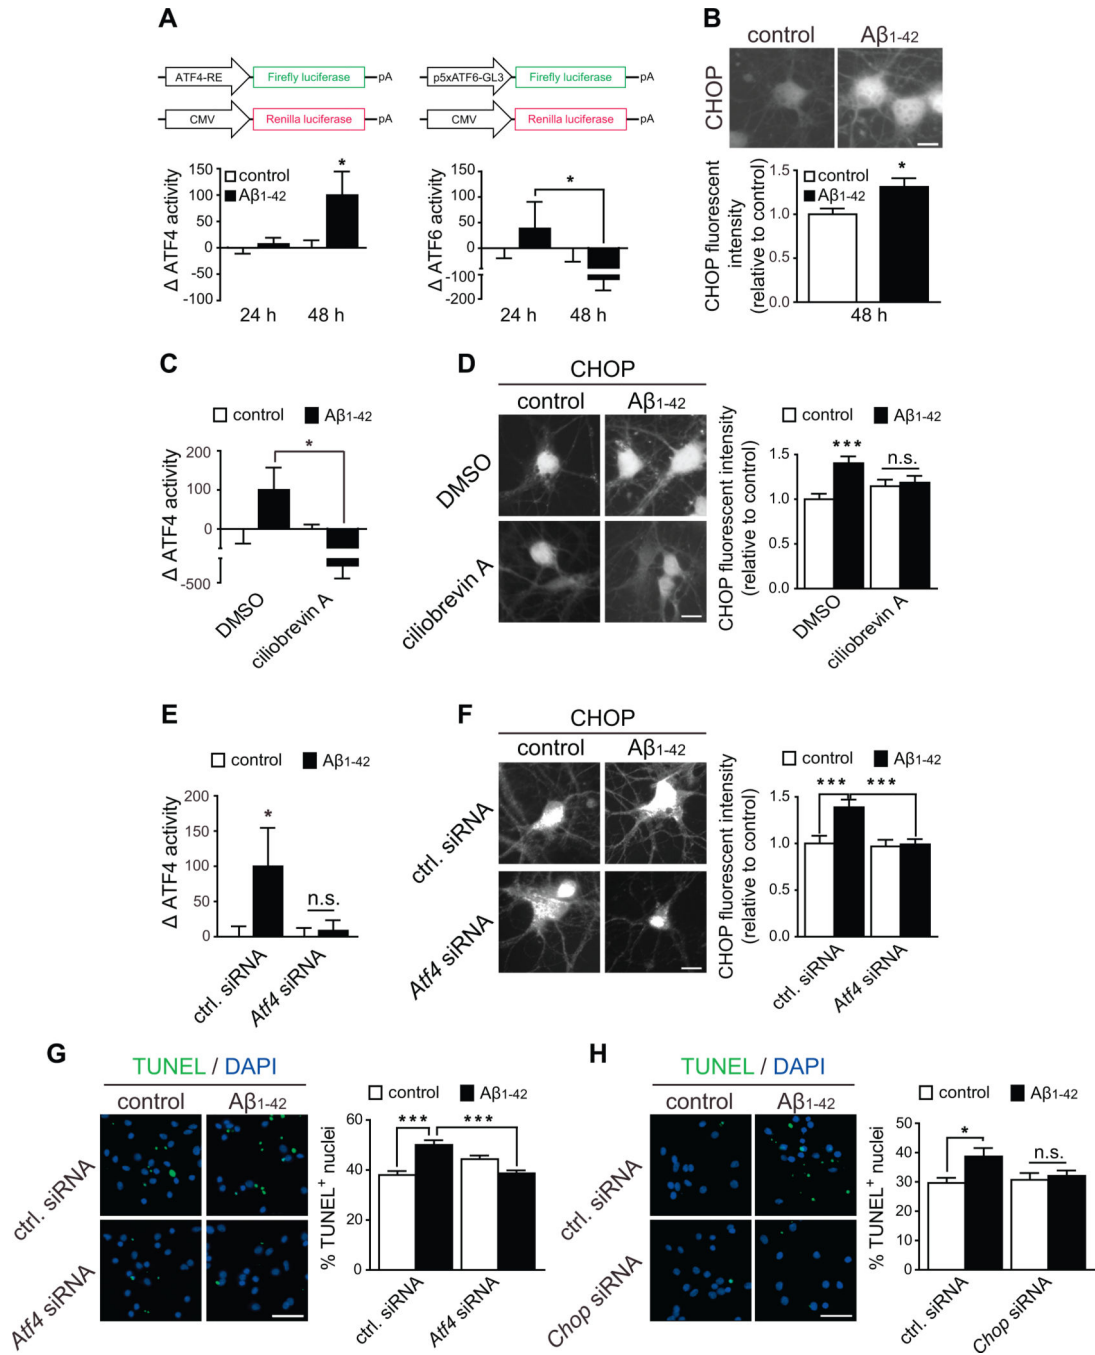 A
ATF4-RE Firefly luciferase pA
CMV Renilla luciferase pA
p5xATF6-GL3 Firefly luciferase pA
CMV Renilla luciferase pA
Δ ATF4 activity
150
100
50
0
-50
-100
control
Aβ1-42
*
24 h 48 h
Δ ATF6 activity
150
100
50
0
-100
-200
*
24 h 48 h
B
control Aβ1-42
CHOP
CHOP fluorescent
intensity
(relative to control)
1.5
1.0
0.5
0.0
control
Aβ1-42
*
48 h
C
control Aβ1-42
Δ ATF4 activity
200
100
0
-500
*
DMSO
ciliobrevin A
D
CHOP
control Aβ1-42
DMSO
ciliobrevin A
control Aβ1-42
CHOP fluorescent intensity
(relative to control)
1.5
1.0
0.5
0.0
***
n.s.
DMSO
ciliobrevin A
E
control Aβ1-42
Δ ATF4 activity
200
150
100
50
0
*
n.s.
ctrl. siRNA
Atf4 siRNA
F
CHOP
control Aβ1-42
ctrl. siRNA
Atf4 siRNA
control Aβ1-42
CHOP fluorescent intensity
(relative to control)
1.5
1.0
0.5
0.0
*** ***
ctrl. siRNA
Atf4 siRNA
G
TUNEL / DAPI
control Aβ1-42
ctrl. siRNA
Atf4 siRNA
control Aβ1-42
% TUNEL+ nuclei
60
40
20
0
*** ***
ctrl. siRNA
Atf4 siRNA
H
TUNEL / DAPI
control Aβ1-42
ctrl. siRNA
Chop siRNA
control Aβ1-42
% TUNEL+ nuclei
50
40
30
20
10
0
*
n.s.
ctrl. siRNA
Chop siRNA